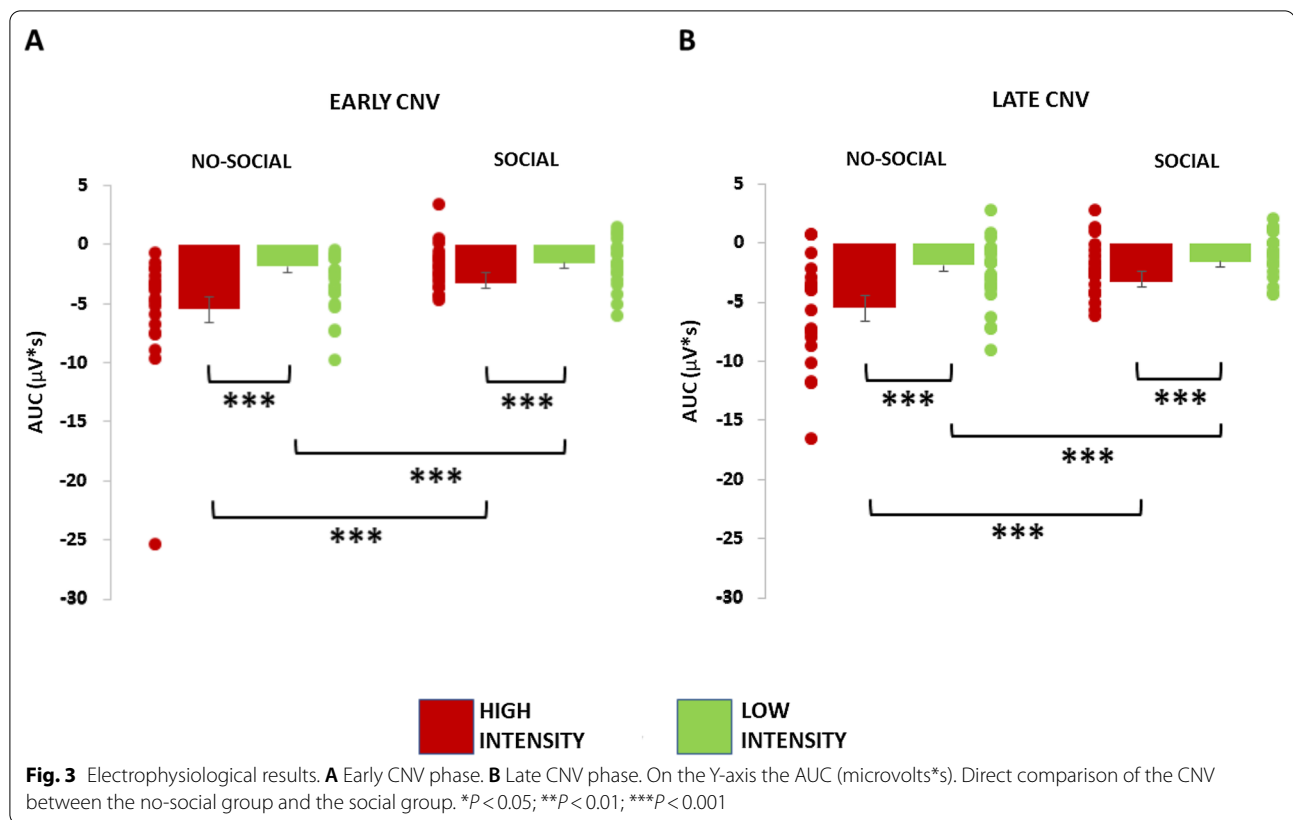 A
B
EARLY CNV
LATE CNV
NO-SOCIAL
SOCIAL
NO-SOCIAL
SOCIAL
5
0
-5
-10
-15
-20
-25
-30
AUC (µV*s)
***
***
***
***
5
0
-5
-10
-15
-20
-25
-30
AUC (µV*s)
***
***
***
***
HIGH
INTENSITY
LOW
INTENSITY
Fig. 3 Electrophysiological results. A Early CNV phase. B Late CNV phase. On the Y-axis the AUC (microvolts*s). Direct comparison of the CNV
between the no-social group and the social group. *P < 0.05; **P < 0.01; ***P < 0.001